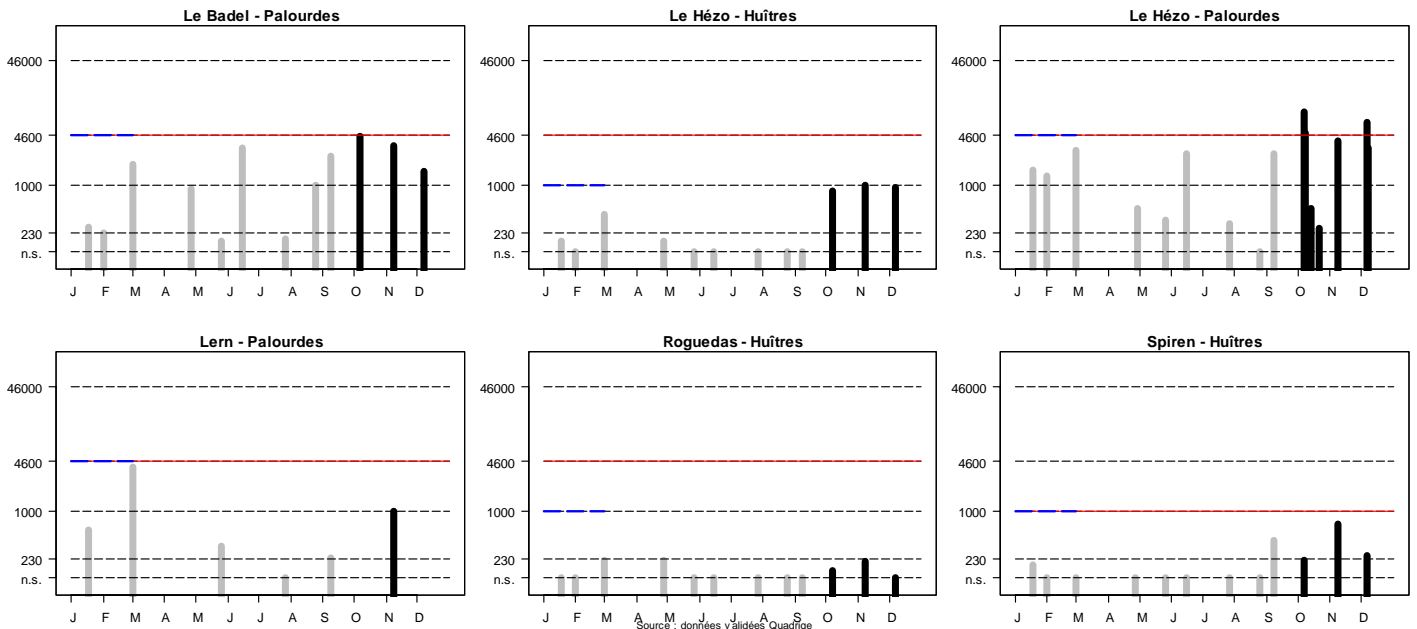 Le Badel - Palourdes
46000
4600
1000
230
n.s.
J F M A M J J A S O N D
Le Hézo - Huîtres
46000
4600
1000
230
n.s.
J F M A M J J A S O N D
Le Hézo - Palourdes
46000
4600
1000
230
n.s.
J F M A M J J A S O N D
Lern - Palourdes
46000
4600
1000
230
n.s.
J F M A M J J A S O N D
Roguedas - Huîtres
46000
4600
1000
230
n.s.
J F M A M J J A S O N D
Spiren - Huîtres
46000
4600
1000
230
n.s.
J F M A M J J A S O N D
Source : données validées Quadrige